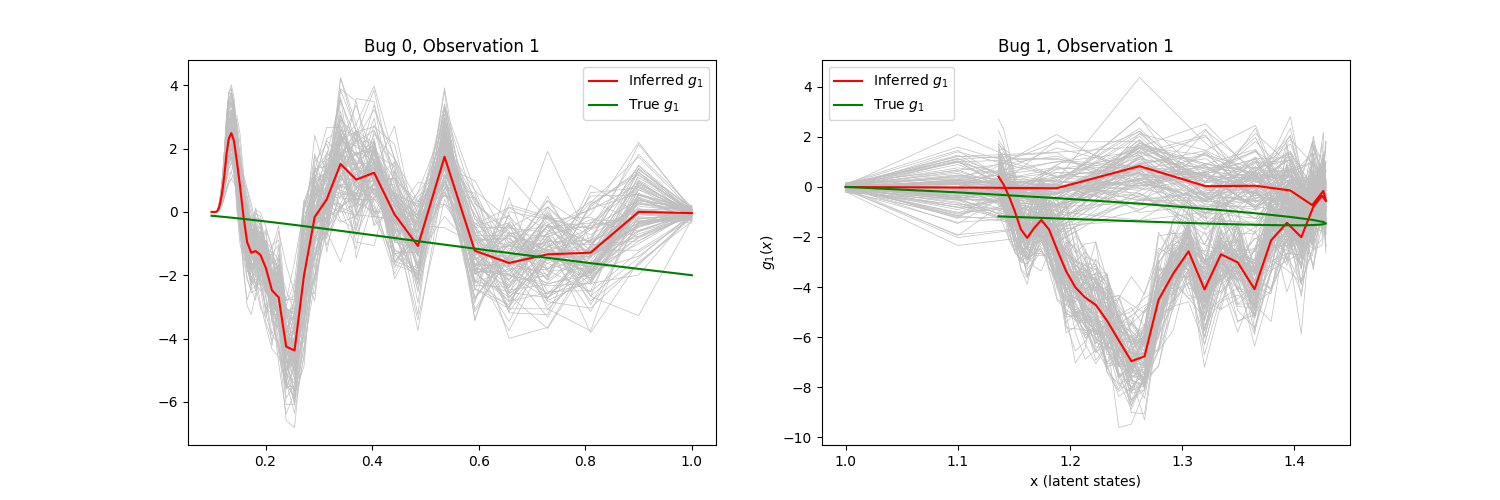 Bug 0, Observation 1
Inferred g₁
True g₁
4
2
0
−2
−4
−6
0.2 0.4 0.6 0.8 1.0
Bug 1, Observation 1
Inferred g₁
True g₁
g₁(x)
4
2
0
−2
−4
−6
−8
−10
1.0 1.1 1.2 1.3 1.4
x (latent states)